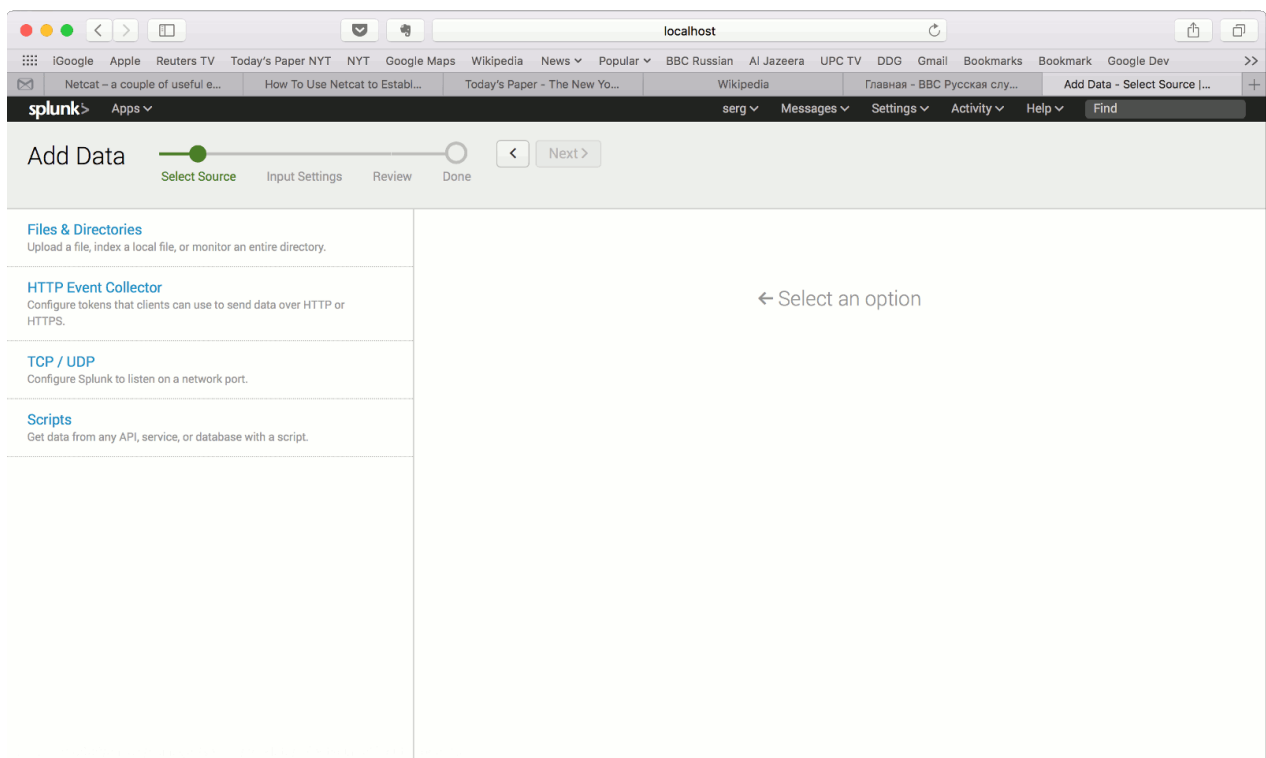 localhost
iGoogle Apple Reuters TV Today's Paper NYT NYT Google Maps Wikipedia News Popular BBC Russian Al Jazeera UPC TV DDG Gmail Bookmarks Bookmark Google Dev >>
Netcat – a couple of useful e... How To Use Netcat to Establi... Today's Paper - The New Yo... Wikipedia Главная - BBC Русская слу... Add Data - Select Source |... +
splunk> Apps serg Messages Settings Activity Help Find
Add Data < Next >
Select Source Input Settings Review Done
Files & Directories
Upload a file, index a local file, or monitor an entire directory.
HTTP Event Collector
Configure tokens that clients can use to send data over HTTP or
HTTPS.
← Select an option
TCP / UDP
Configure Splunk to listen on a network port.
Scripts
Get data from any API, service, or database with a script.